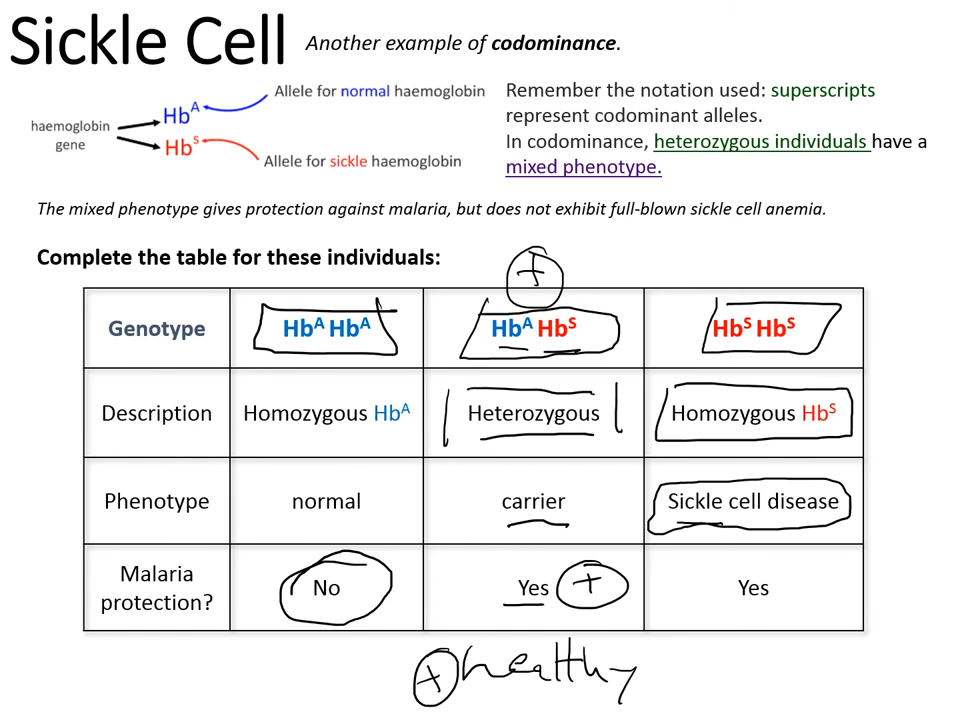 Sickle Cell Another example of codominance.
Allele for normal haemoglobin
haemoglobin gene
Hbᴬ
Hbˢ
Allele for sickle haemoglobin
Remember the notation used: superscripts
represent codominant alleles.
In codominance, heterozygous individuals have a
mixed phenotype.
The mixed phenotype gives protection against malaria, but does not exhibit full-blown sickle cell anemia.
Complete the table for these individuals:
+
Genotype Hbᴬ Hbᴬ Hbᴬ Hbˢ Hbˢ Hbˢ
Description Homozygous Hbᴬ Heterozygous Homozygous Hbˢ
Phenotype normal carrier Sickle cell disease
Malaria protection? No Yes + Yes
+ healthy